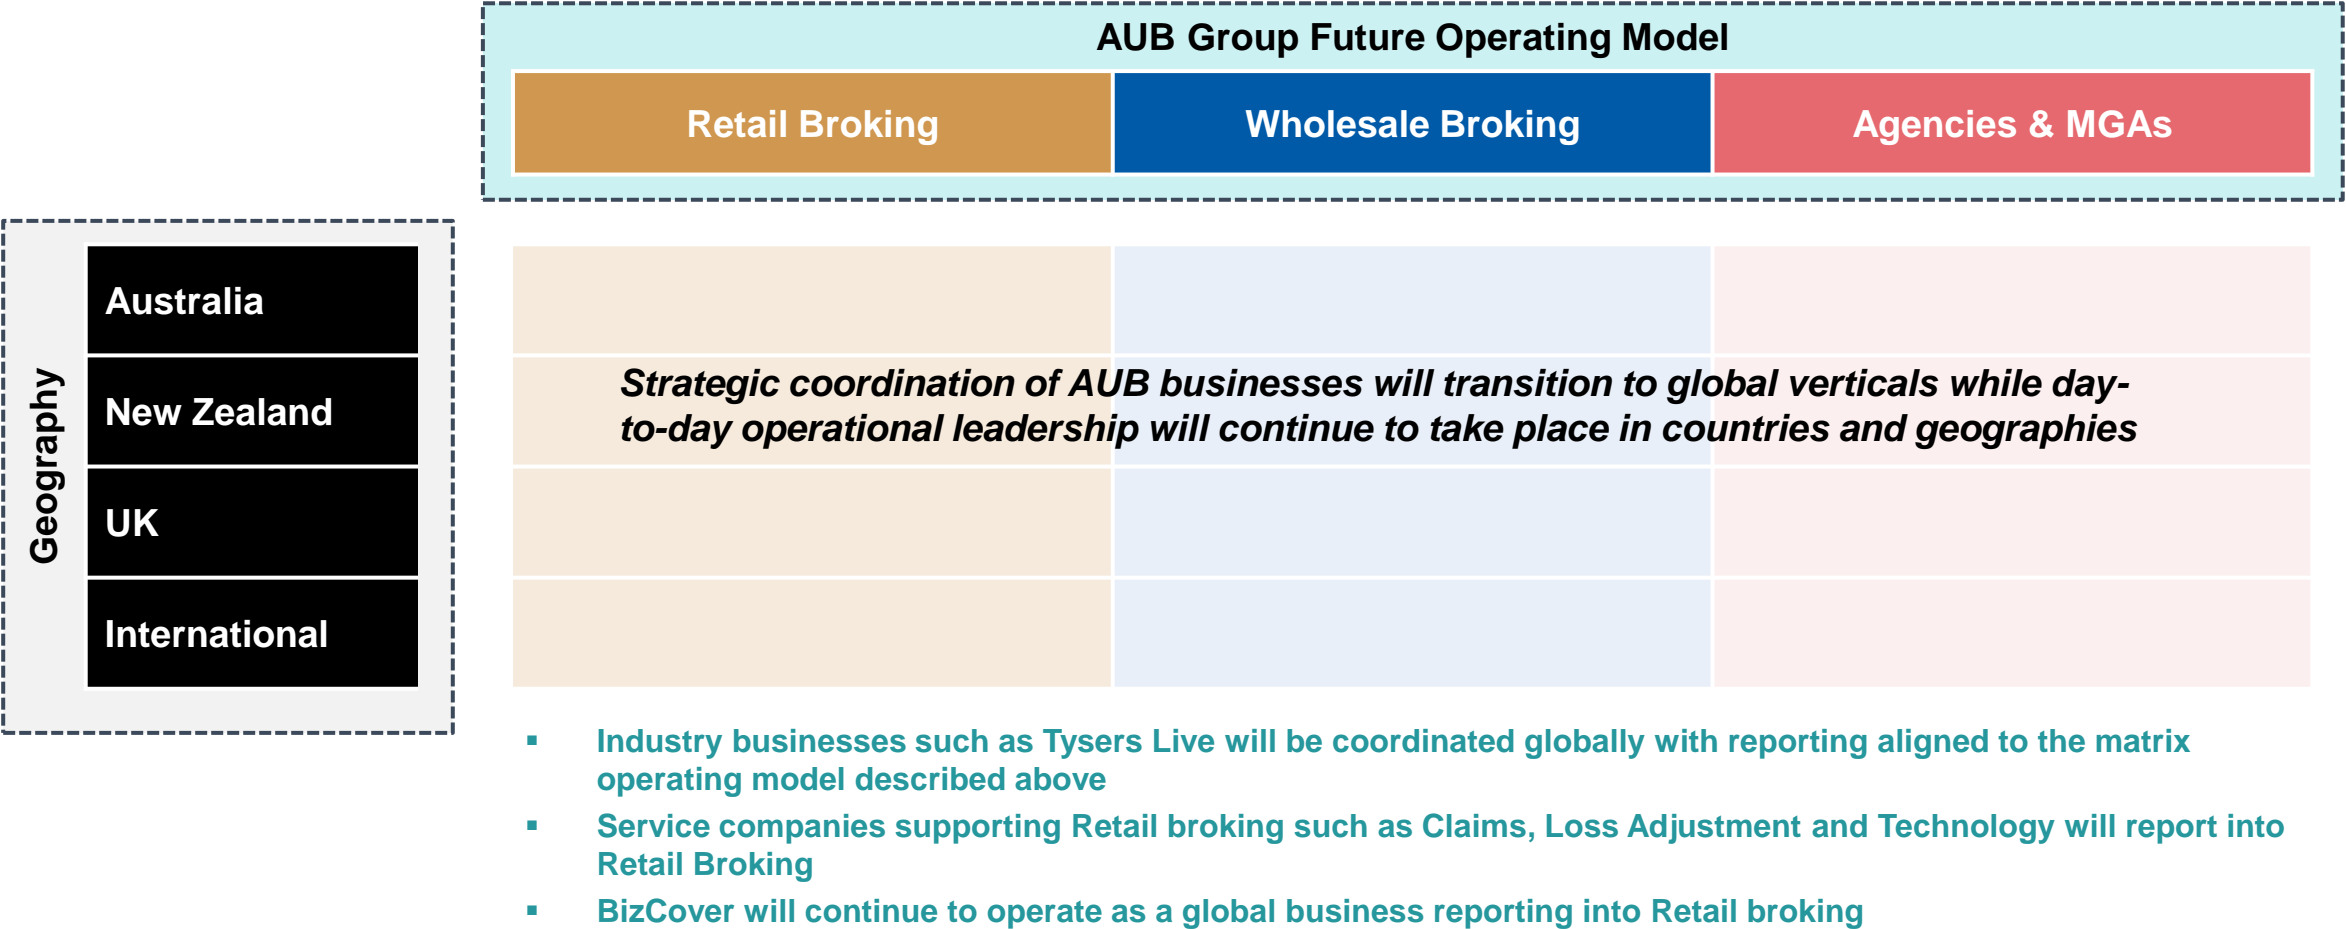 AUB Group Future Operating Model
Retail Broking
Wholesale Broking
Agencies & MGAs
Geography
Australia
New Zealand
UK
International
Strategic coordination of AUB businesses will transition to global verticals while day-
to-day operational leadership will continue to take place in countries and geographies
▪ Industry businesses such as Tysers Live will be coordinated globally with reporting aligned to the matrix
operating model described above
▪ Service companies supporting Retail broking such as Claims, Loss Adjustment and Technology will report into
Retail Broking
▪ BizCover will continue to operate as a global business reporting into Retail broking